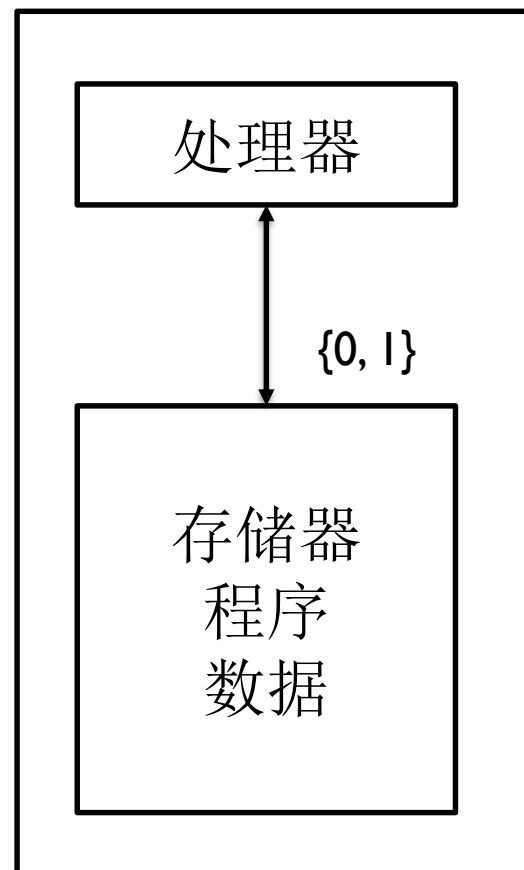 处理器
{0, 1}
存储器
程序
数据